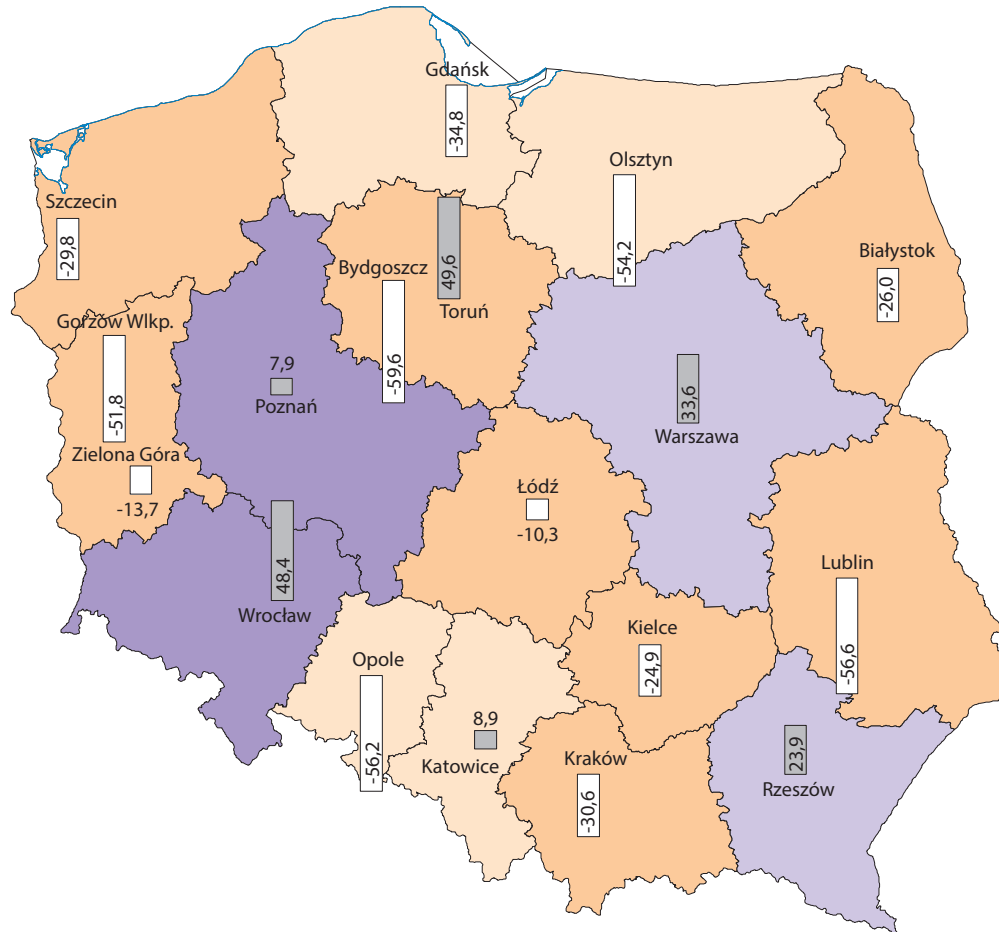 Gdańsk
-34,8
Olsztyn
-54,2
Szczecin
-29,8
Białystok
-26,0
Bydgoszcz
-59,6
49,6
Toruń
Gorzów Wlkp.
-51,8
7,9
Poznań
33,6
Warszawa
Zielona Góra
-13,7
Łódź
-10,3
48,4
Wrocław
Lublin
-56,6
Kielce
-24,9
Opole
-56,2
8,9
Katowice
Kraków
-30,6
23,9
Rzeszów